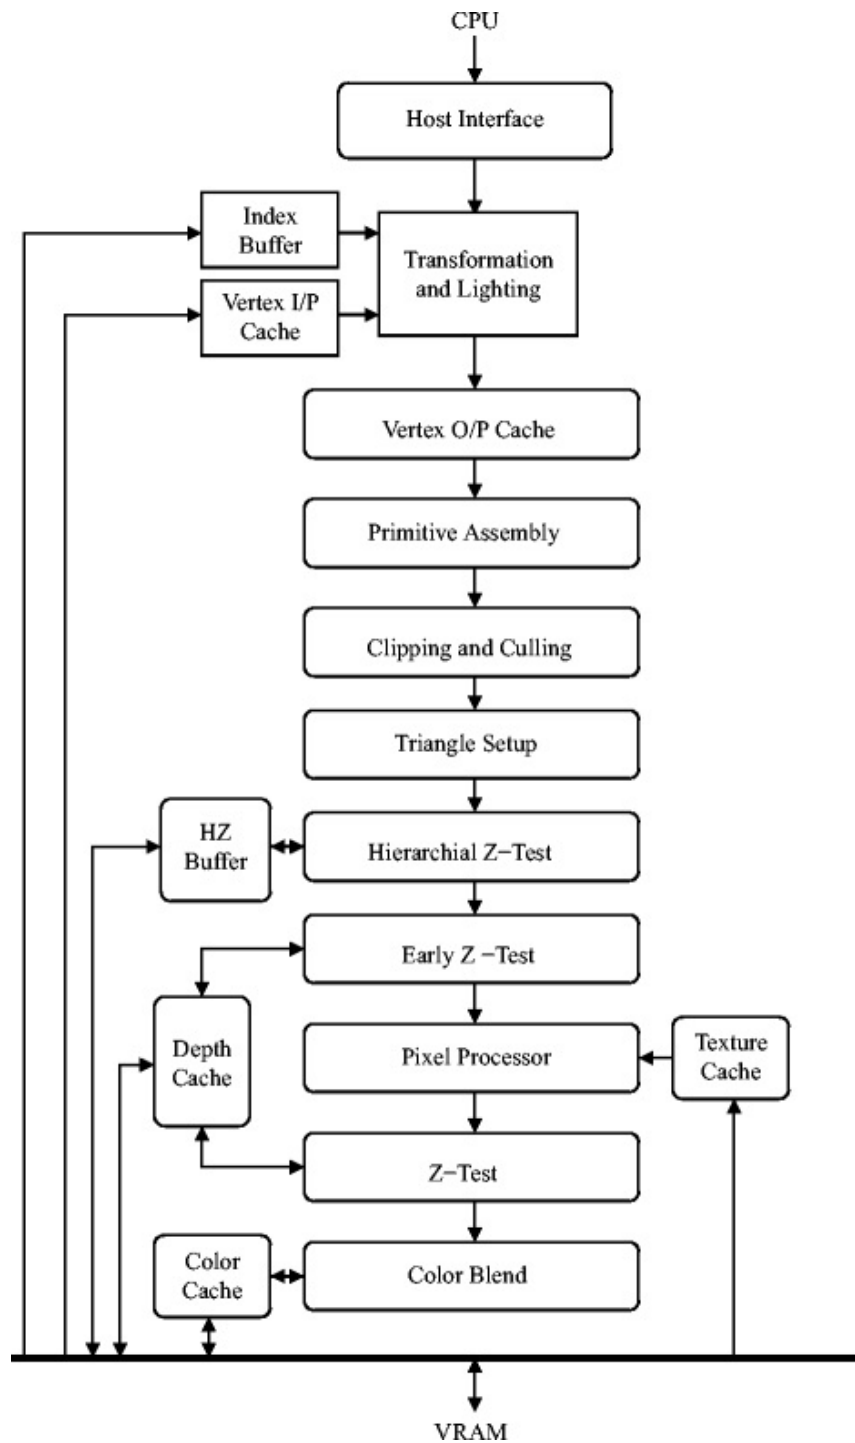 CPU
Host Interface
Index
Buffer
Transformation
and Lighting
Vertex I/P
Cache
Vertex O/P Cache
Primitive Assembly
Clipping and Culling
Triangle Setup
HZ
Buffer
Hierarchial Z-Test
Early Z -Test
Depth
Cache
Pixel Processor
Texture
Cache
Z-Test
Color
Cache
Color Blend
VRAM